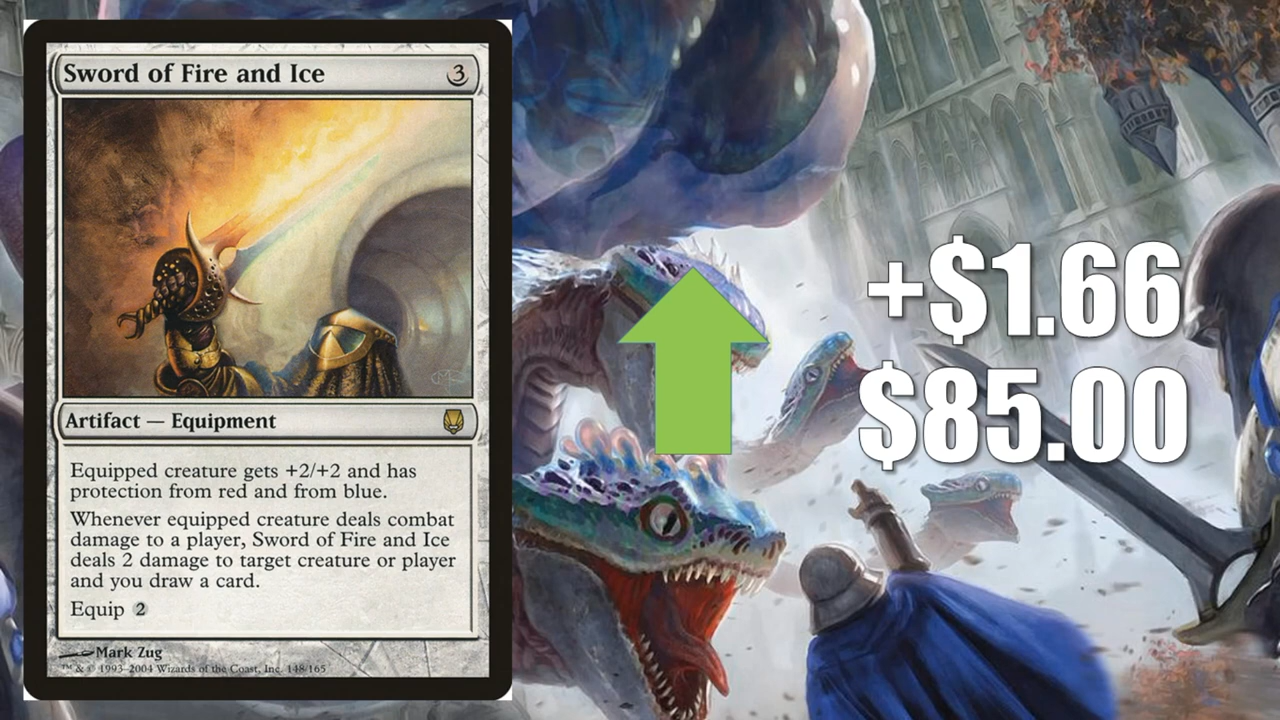 Sword of Fire and Ice 3
Artifact — Equipment
Equipped creature gets +2/+2 and has
protection from red and from blue.
Whenever equipped creature deals combat
damage to a player, Sword of Fire and Ice
deals 2 damage to target creature or player
and you draw a card.
Equip 2
Mark Zug
™ & © 1993–2004 Wizards of the Coast, Inc. 148/165
+$1.66
$85.00